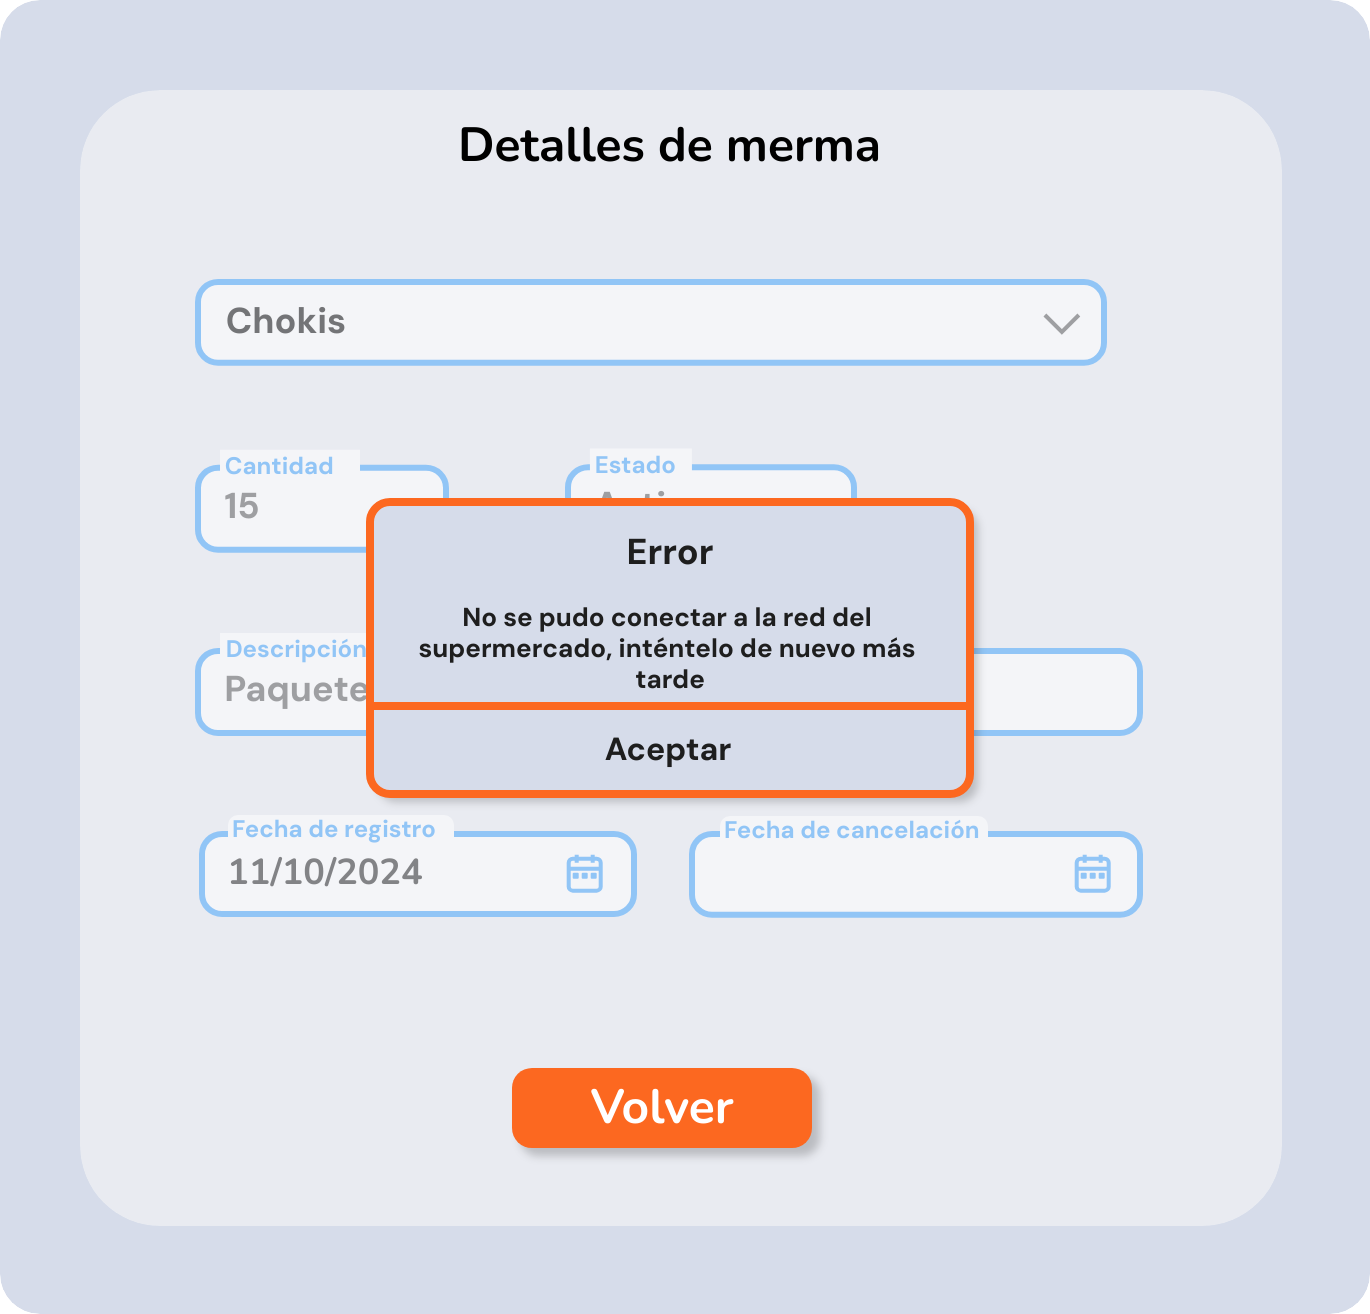 Detalles de merma
Chokis
Cantidad
15
Estado
Error
No se pudo conectar a la red del
supermercado, inténtelo de nuevo más
tarde
Aceptar
Descripción
Paquete
Fecha de registro
11/10/2024
Fecha de cancelación
Volver